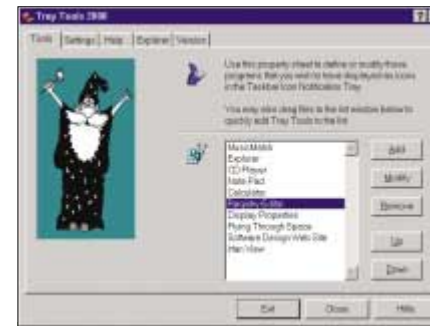 Tray Tools 2000
Tools Settings Help Explorer Version
Use this property sheet to define or modify those
programs that you wish to have displayed as icons
in the Taskbar Icon Notification Tray
You may also drag files to the list window below to
quickly add Tray Tools to the list
MusicMatch
Explorer
CD Player
Note Pad
Calculator
Registry Editor
Display Properties
Flying Through Space
Software Design Web Site
Hex View
Add
Modify
Remove
Up
Down
Exit Close Help